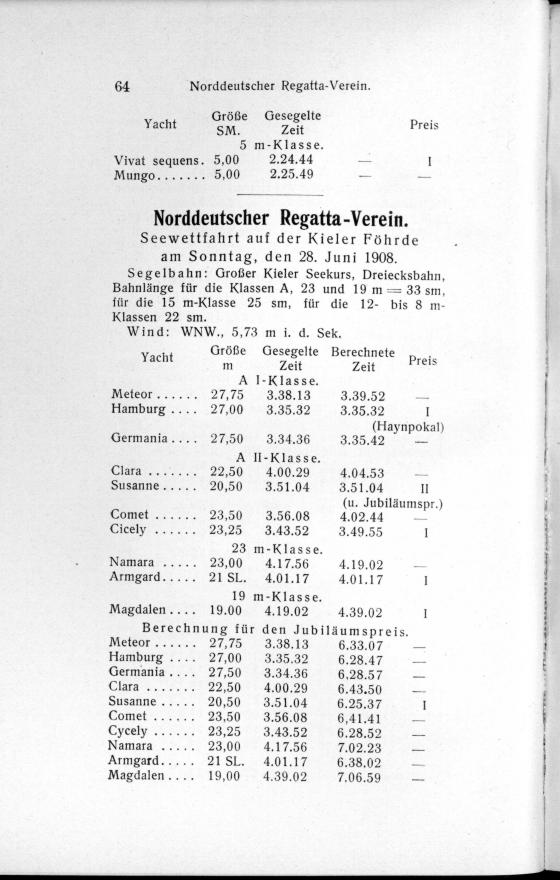 64 Norddeutscher Regatta-Verein.
Yacht Größe SM. Gesegelte Zeit Preis
5 m-Klasse.
Vivat sequens. 5,00 2.24.44 — I
Mungo....... 5,00 2.25.49 — —
Norddeutscher Regatta-Verein.
Seewettfahrt auf der Kieler Föhrde
am Sonntag, den 28. Juni 1908.
Segelbahn: Großer Kieler Seekurs, Dreiecksbahn,
Bahnlänge für die Klassen A, 23 und 19 m = 33 sm,
für die 15 m-Klasse 25 sm, für die 12- bis 8 m-
Klassen 22 sm.
Wind: WNW., 5,73 m i. d. Sek.
Yacht Größe m Gesegelte Zeit Berechnete Zeit Preis
A I-Klasse.
Meteor ...... 27,75 3.38.13 3.39.52 —
Hamburg .... 27,00 3.35.32 3.35.32 I
(Haynpokal)
Germania .... 27,50 3.34.36 3.35.42 —
A II-Klasse.
Clara ....... 22,50 4.00.29 4.04.53 —
Susanne ..... 20,50 3.51.04 3.51.04 II
(u. Jubiläumspr.)
Comet ...... 23,50 3.56.08 4.02.44 —
Cicely ...... 23,25 3.43.52 3.49.55 I
23 m-Klasse.
Namara ..... 23,00 4.17.56 4.19.02 —
Armgard..... 21 SL. 4.01.17 4.01.17 I
19 m-Klasse.
Magdalen .... 19.00 4.19.02 4.39.02 I
Berechnung für den Jubiläumspreis.
Meteor ...... 27,75 3.38.13 6.33.07 —
Hamburg .... 27,00 3.35.32 6.28.47 —
Germania .... 27,50 3.34.36 6,28.57 —
Clara ....... 22,50 4.00.29 6.43.50 —
Susanne ..... 20,50 3.51.04 6.25.37 I
Comet ...... 23,50 3.56.08 6,41.41 —
Cycely ...... 23,25 3.43.52 6.28.52 —
Namara ..... 23,00 4.17.56 7.02.23 —
Armgard..... 21 SL. 4.01.17 6.38.02 —
Magdalen .... 19,00 4.39.02 7.06.59 —